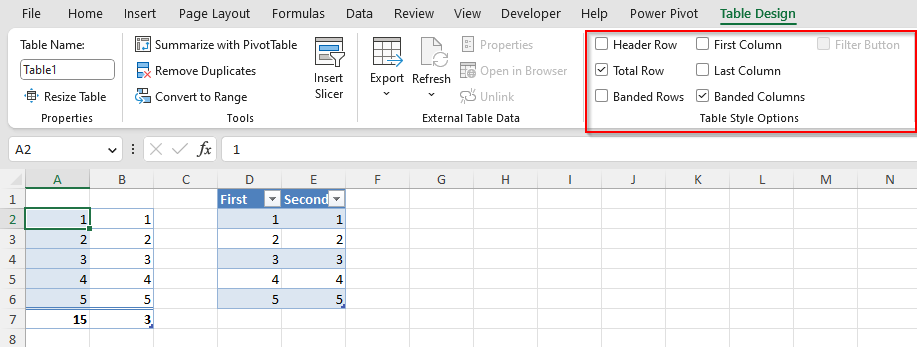 File Home Insert Page Layout Formulas Data Review View Developer Help Power Pivot Table Design
Table Name:
Table1
Resize Table
Properties
Summarize with PivotTable
Remove Duplicates
Convert to Range
Insert
Slicer
Tools
Export
Refresh
Properties
Open in Browser
Unlink
External Table Data
Header Row First Column Filter Button
Total Row Last Column
Banded Rows Banded Columns
Table Style Options
A2 fx 1
A B C D E F G H I J K L M N
1 First Second
2 1 1 1 1
3 2 2 2 2
4 3 3 3 3
5 4 4 4 4
6 5 5 5 5
7 15 3
8